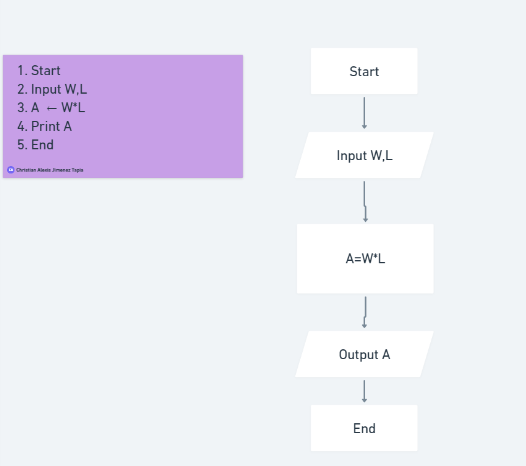 1. Start
2. Input W,L
3. A ← W*L
4. Print A
5. End
Christian Alexis Jimenez Tapia
Start
Input W,L
A=W*L
Output A
End